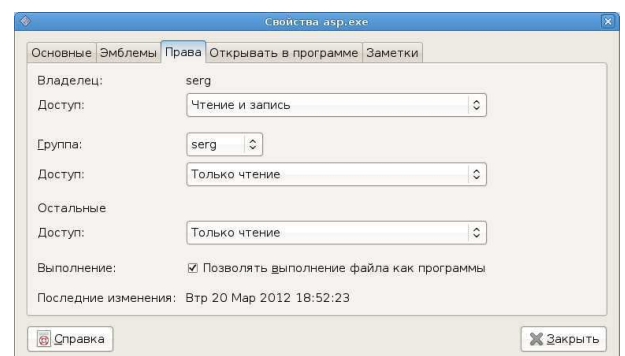 Свойства asp.exe
Основные Эмблемы Права Открывать в программе Заметки
Владелец: serg
Доступ: Чтение и запись
Группа: serg
Доступ: Только чтение
Остальные
Доступ: Только чтение
Выполнение: Позволять выполнение файла как программы
Последние изменения: Втр 20 Мар 2012 18:52:23
Справка Закрыть